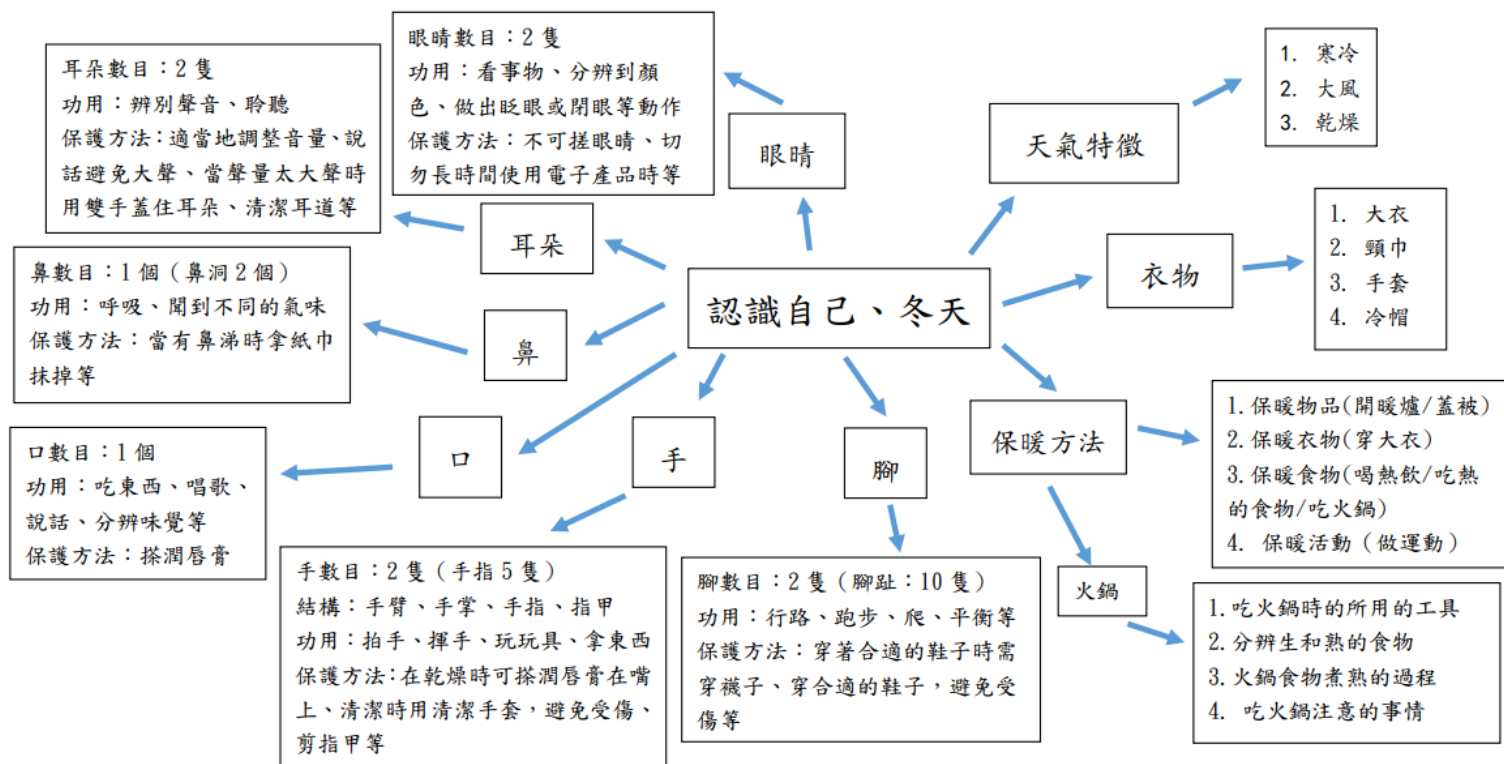 認識自己、冬天
眼睛
眼睛數目：2 隻
功用：看事物、分辨到顏
色、做出眨眼或閉眼等動作
保護方法：不可搓眼睛、切
勿長時間使用電子產品時等
耳朵
耳朵數目：2 隻
功用：辨別聲音、聆聽
保護方法：適當地調整音量、說
話避免大聲、當聲量太大聲時
用雙手蓋住耳朵、清潔耳道等
鼻
鼻數目：1 個（鼻洞 2 個）
功用：呼吸、聞到不同的氣味
保護方法：當有鼻涕時拿紙巾
抹掉等
口
口數目：1 個
功用：吃東西、唱歌、
說話、分辨味覺等
保護方法：搽潤唇膏
手
手數目：2 隻（手指 5 隻）
結構：手臂、手掌、手指、指甲
功用：拍手、揮手、玩玩具、拿東西
保護方法：在乾燥時可搽潤唇膏在嘴
上、清潔時用清潔手套，避免受傷、
剪指甲等
腳
腳數目：2 隻（腳趾：10 隻）
功用：行路、跑步、爬、平衡等
保護方法：穿著合適的鞋子時需
穿襪子、穿合適的鞋子，避免受
傷等
天氣特徵
1. 寒冷
2. 大風
3. 乾燥
衣物
1. 大衣
2. 頸巾
3. 手套
4. 冷帽
保暖方法
1.保暖物品(開暖爐/蓋被)
2.保暖衣物(穿大衣)
3.保暖食物(喝熱飲/吃熱
的食物/吃火鍋)
4. 保暖活動（做運動）
火鍋
1.吃火鍋時的所用的工具
2.分辨生和熟的食物
3.火鍋食物煮熟的過程
4. 吃火鍋注意的事情